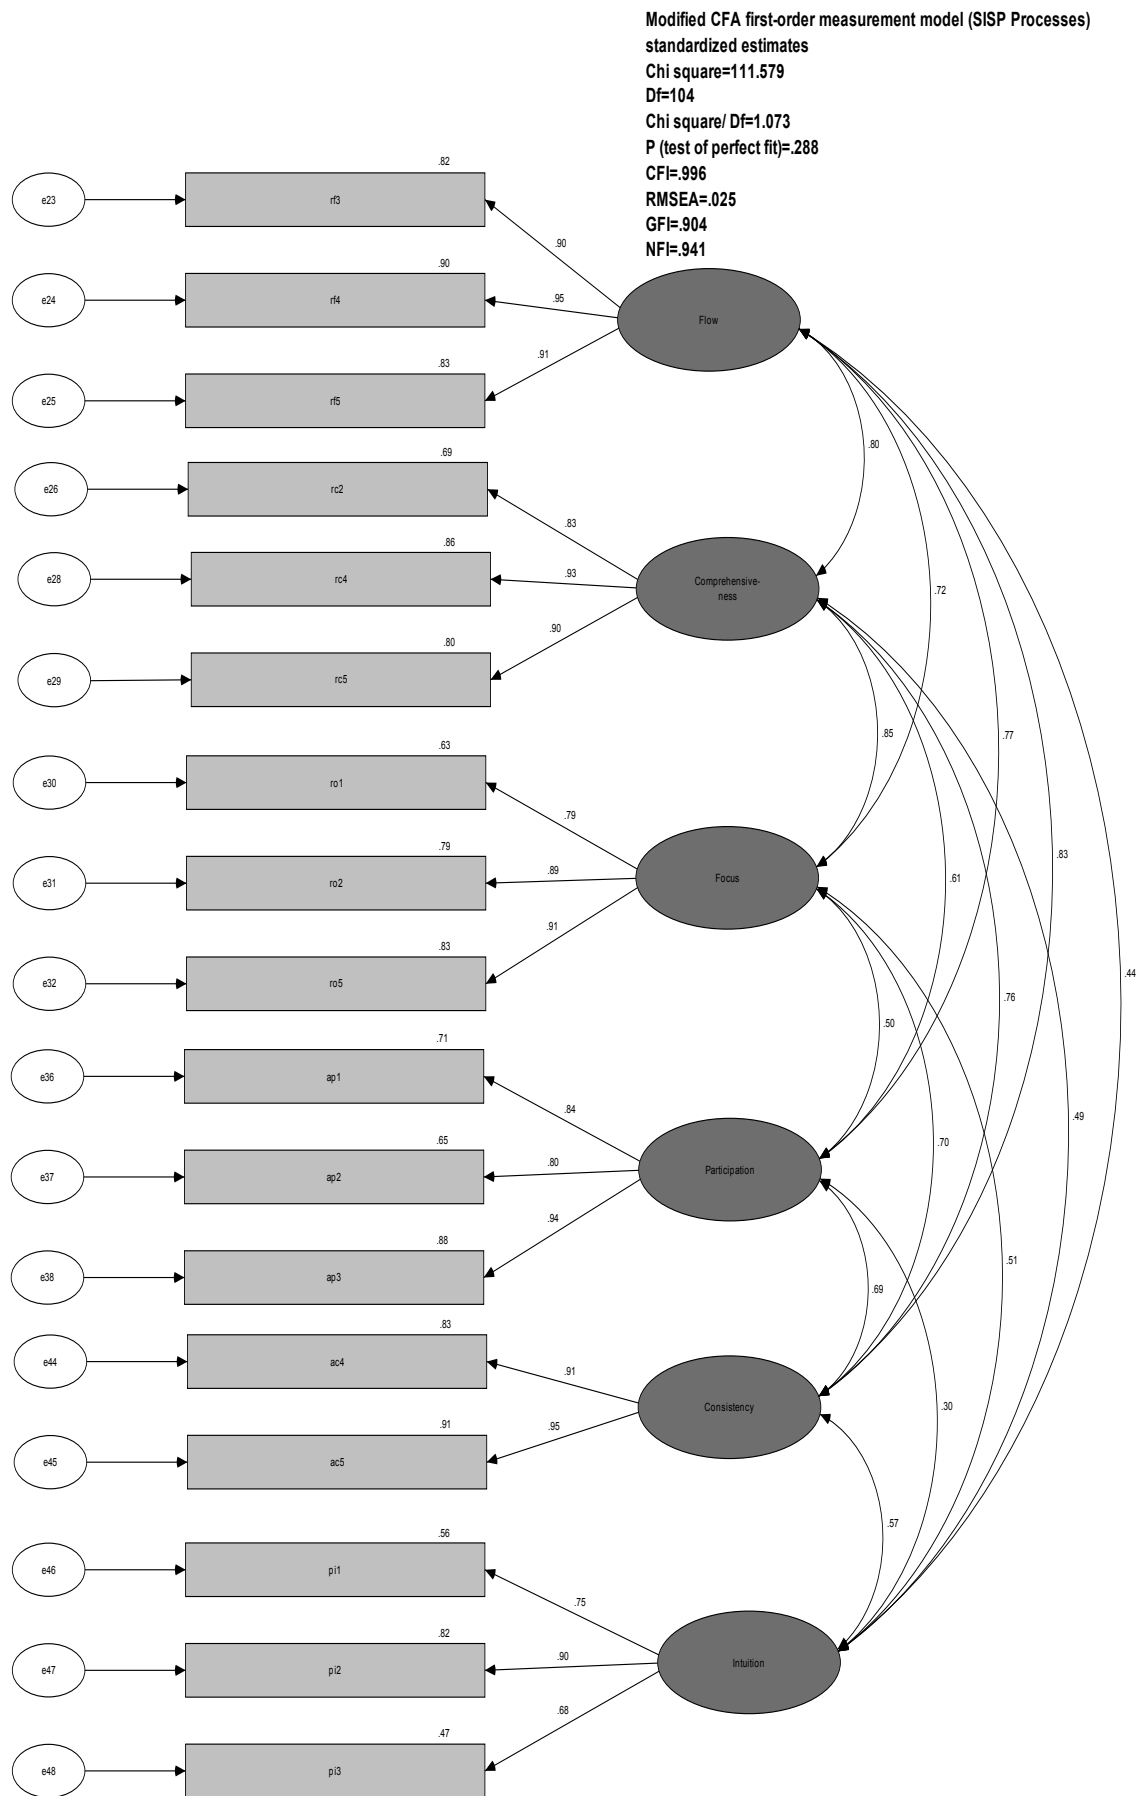 Modified CFA first-order measurement model (SISP Processes)
standardized estimates
Chi square=111.579
Df=104
Chi square/ Df=1.073
P (test of perfect fit)=.288
CFI=.996
RMSEA=.025
GFI=.904
NFI=.941
.82
e23
rf3
.90
.90
e24
rf4
.95
Flow
.83
e25
rf5
.91
.80
.69
e26
rc2
.83
.86
e28
rc4
.93
Comprehensive-
ness
.72
.80
e29
rc5
.90
.63
e30
ro1
.79
.85
.77
.79
e31
ro2
.89
Focus
.61
.83
.83
e32
ro5
.91
.44
.76
.50
.71
e36
ap1
.84
.49
.70
.65
e37
ap2
.80
Participation
.88
e38
ap3
.94
.51
.69
.83
e44
ac4
.91
Consistency
.30
.91
e45
ac5
.95
.57
.56
e46
pi1
.75
.82
e47
pi2
.90
Intuition
.47
e48
pi3
.68